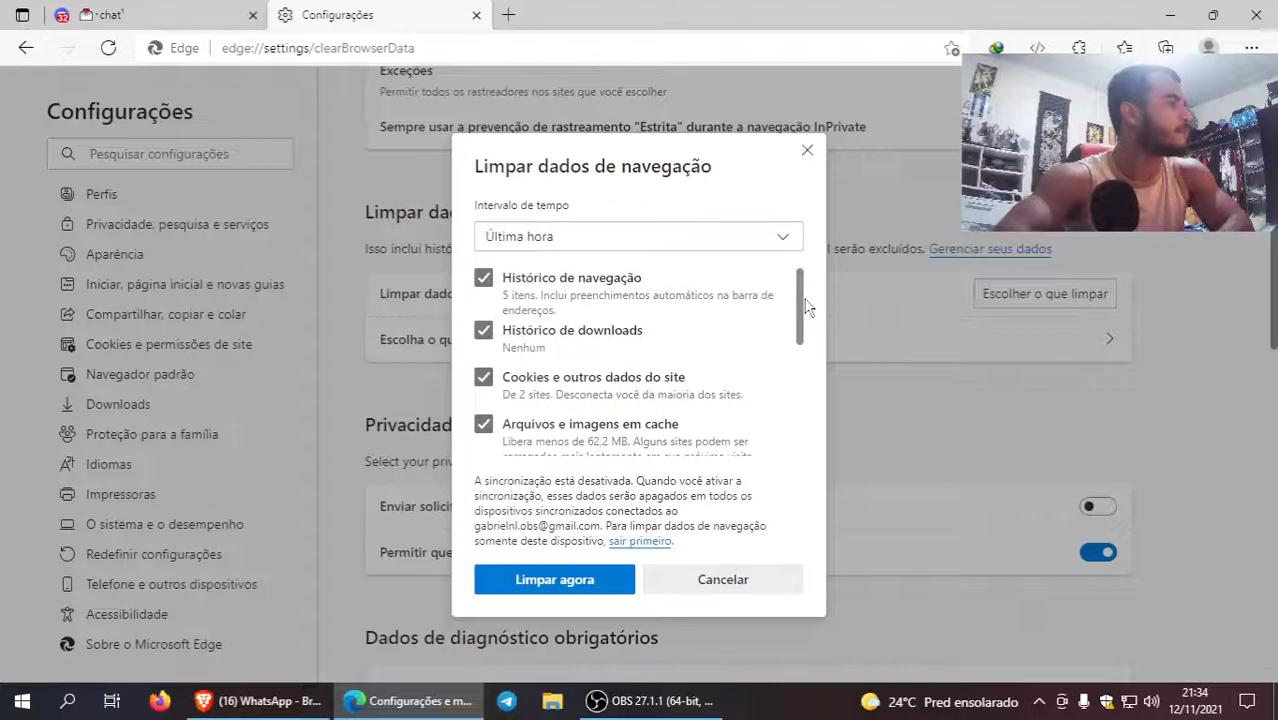 32
chat¹
Configurações
Edge
edge://settings/clearBrowserData
Configurações
Pesquisar configurações
Perfis
Privacidade, pesquisa e serviços
Aparência
Iniciar, página inicial e novas guias
Compartilhar, copiar e colar
Cookies e permissões de site
Navegador padrão
Downloads
Proteção para a família
Idiomas
Impressoras
O sistema e o desempenho
Redefinir configurações
Telefone e outros dispositivos
Acessibilidade
Sobre o Microsoft Edge
Exceções
Permitir todos os rastreadores nos sites que você escolher
Sempre usar a prevenção de rastreamento "Estrita" durante a navegação InPrivate
Limpar da
Isso inclui histó
l serão excluídos. Gerenciar seus dados
Limpar dado
Escolher o que limpar
Escolha o qu
Privacidad
Select your priv
Enviar solicit
Permitir que
Dados de diagnóstico obrigatórios
Limpar dados de navegação
Intervalo de tempo
Última hora
Histórico de navegação
5 itens. Inclui preenchimentos automáticos na barra de
endereços.
Histórico de downloads
Nenhum
Cookies e outros dados do site
De 2 sites. Desconecta você da maioria dos sites.
Arquivos e imagens em cache
Libera menos de 62,2 MB. Alguns sites podem ser
A sincronização está desativada. Quando você ativar a
sincronização, esses dados serão apagados em todos os
dispositivos sincronizados conectados ao
gabrielnl.obs@gmail.com. Para limpar dados de navegação
somente deste dispositivo, sair primeiro.
Limpar agora
Cancelar
(16) WhatsApp - Br...
Configurações e m...
OBS 27.1.1 (64-bit, ...
24°C Pred ensolarado
21:34
12/11/2021